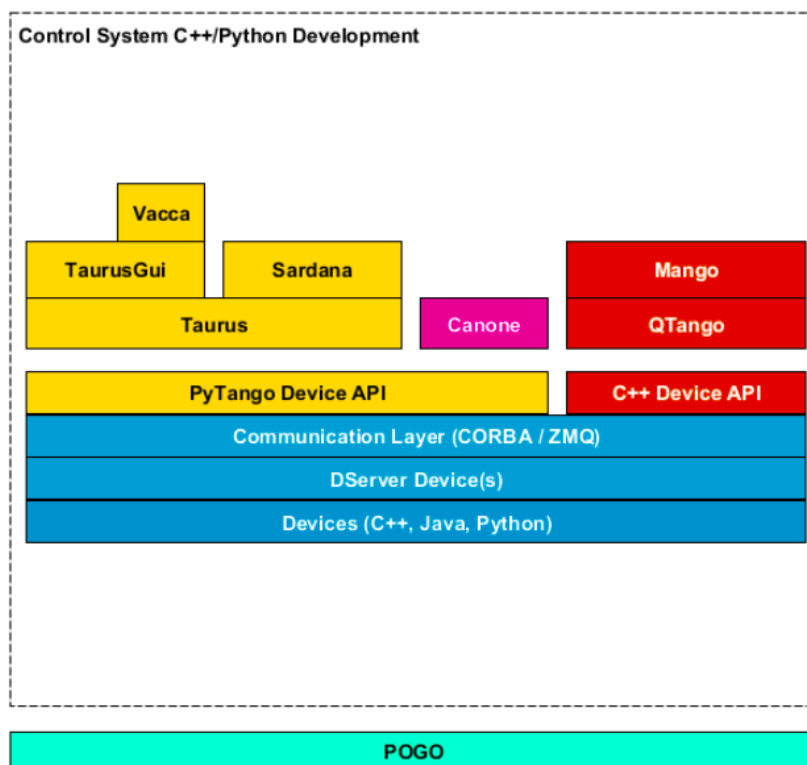 Control System C++/Python Development
Vacca
TaurusGui
Sardana
Mango
Taurus
Canone
QTango
PyTango Device API
C++ Device API
Communication Layer (CORBA / ZMQ)
DServer Device(s)
Devices (C++, Java, Python)
POGO